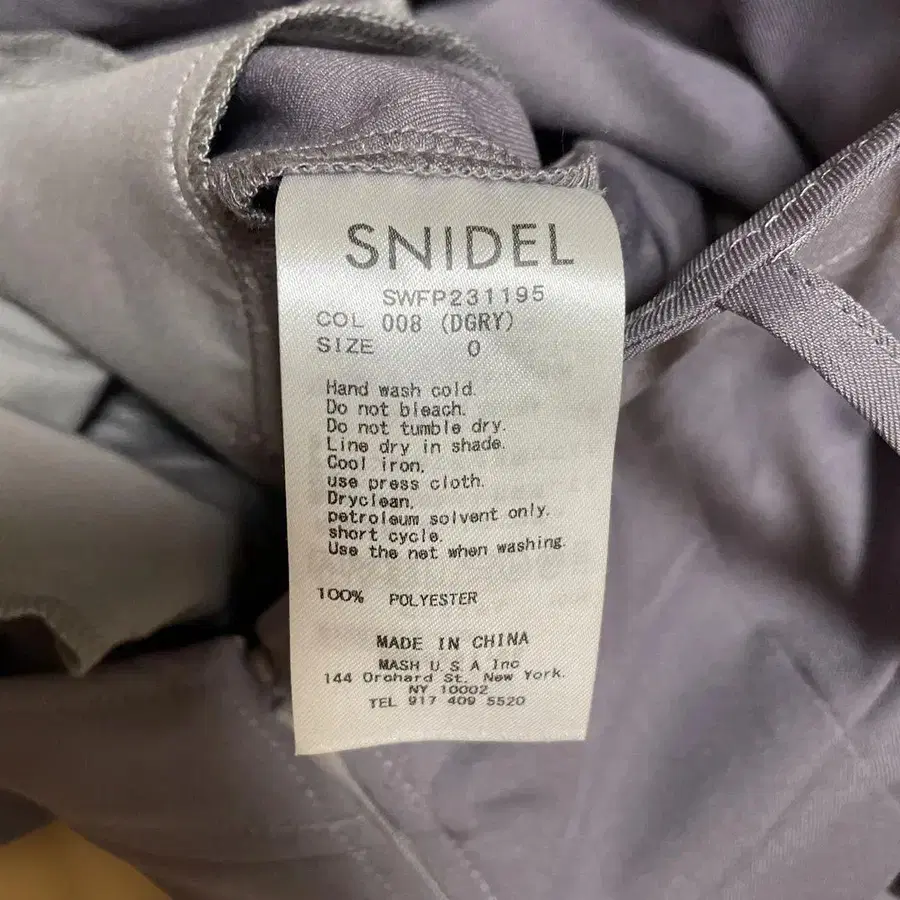 SNIDEL
SWFP231195
COL 008 (DGRY)
SIZE 0
Hand wash cold.
Do not bleach.
Do not tumble dry.
Line dry in shade.
Cool iron,
use press cloth.
Dryclean,
petroleum solvent only.
short cycle.
Use the net when washing.
100% POLYESTER
MADE IN CHINA
MASH U.S.A Inc
144 Orchard St. New York.
NY 10002
TEL 917 409 5520